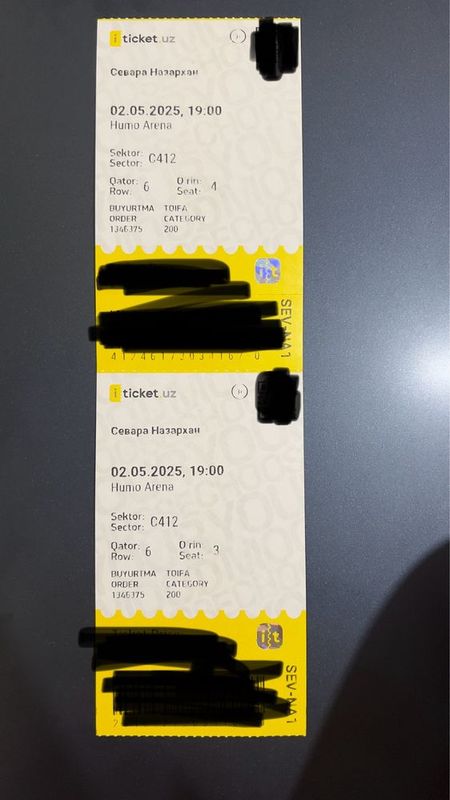 iticket.uz
Севара Назархан
02.05.2025, 19:00
Humo Arena
Sektor:
Sector: C412
Qator:
Row: 6
O'rin:
Seat: 4
BUYURTMA TOIFA
ORDER CATEGORY
1346375 200
it
SEV-NA1
iticket.uz
Севара Назархан
02.05.2025, 19:00
Humo Arena
Sektor:
Sector: C412
Qator:
Row: 6
O'rin:
Seat: 3
BUYURTMA TOIFA
ORDER CATEGORY
1346375 200
it
SEV-NA1